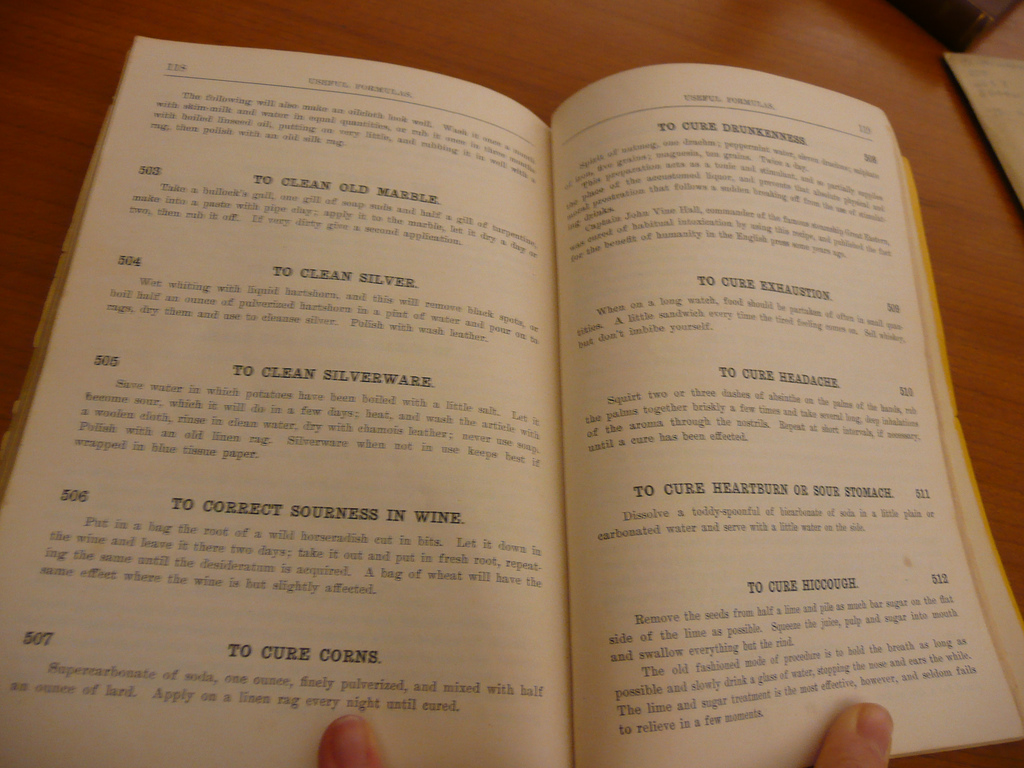 118
USEFUL FORMULAS.
The following will also make an oilcloth look well. Wash it once a month
with skim-milk and water in equal quantities, or rub it once in three months
with boiled linseed oil, putting on very little, and rubbing it in well with a
rag, then polish with an old silk rag.
503
TO CLEAN OLD MARBLE.
Take a bullock's gall, one gill of soap suds and half a gill of turpentine,
make into a paste with pipe clay; apply it to the marble, let it dry a day or
two, then rub it off. If very dirty give a second application.
504
TO CLEAN SILVER.
Wet whiting with liquid hartshorn, and this will remove black spots, or
boil half an ounce of pulverized hartshorn in a pint of water and pour on to
rags, dry them and use to cleanse silver. Polish with wash leather.
505
TO CLEAN SILVERWARE.
Save water in which potatoes have been boiled with a little salt. Let it
become sour, which it will do in a few days; heat, and wash the article with
a woolen cloth, rinse in clean water, dry with chamois leather; never use soap.
Polish with an old linen rag. Silverware when not in use keeps best if
wrapped in blue tissue paper.
506
TO CORRECT SOURNESS IN WINE.
Put in a bag the root of a wild horseradish cut in bits. Let it down in
the wine and leave it there two days; take it out and put in fresh root, repeat-
ing the same until the desideratum is acquired. A bag of wheat will have the
same effect where the wine is but slightly affected.
507
TO CURE CORNS.
Supercarbonate of soda, one ounce, finely pulverized, and mixed with half
an ounce of lard. Apply on a linen rag every night until cured.
USEFUL FORMULAS.
119
TO CURE DRUNKENNESS.
508
Spirit of nutmeg, one drachm; peppermint water, eleven drachms; sulphate
of iron, five grains; magnesia, ten grains. Twice a day.
This preparation acts as a tonic and stimulant, and so partially supplies
the place of the accustomed liquor, and prevents that absolute physical and
moral prostration that follows a sudden breaking off from the use of stimulat-
ing drinks.
Captain John Vine Hall, commander of the famous steamship Great Eastern,
was cured of habitual intoxication by using this recipe, and published the fact
for the benefit of humanity in the English press some years ago.
TO CURE EXHAUSTION.
509
When on a long watch, food should be partaken of often in small quan-
tities. A little sandwich every time the tired feeling comes on. Sell whiskey,
but don't imbibe yourself.
TO CURE HEADACHE.
510
Squirt two or three dashes of absinthe on the palms of the hands, rub
the palms together briskly a few times and take several long, deep inhalations
of the aroma through the nostrils. Repeat at short intervals, if necessary,
until a cure has been effected.
TO CURE HEARTBURN OR SOUR STOMACH. 511
Dissolve a toddy-spoonful of bicarbonate of soda in a little plain or
carbonated water and serve with a little water on the side.
TO CURE HICCOUGH.
512
Remove the seeds from half a lime and pile as much bar sugar on the flat
side of the lime as possible. Squeeze the juice, pulp and sugar into mouth
and swallow everything but the rind.
The old fashioned mode of procedure is to hold the breath as long as
possible and slowly drink a glass of water, stopping the nose and ears the while.
The lime and sugar treatment is the most effective, however, and seldom fails
to relieve in a few moments.